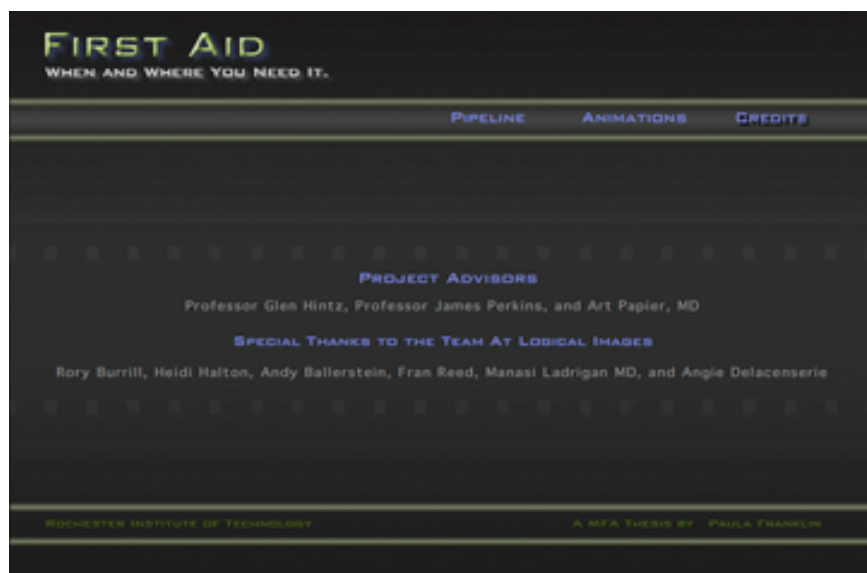 First Aid
When and Where You Need It.
Pipeline Animations Credits
Project Advisors
Professor Glen Hintz, Professor James Perkins, and Art Papier, MD
Special Thanks to the Team At Logical Images
Rory Burrill, Heidi Halton, Andy Ballerstein, Fran Reed, Manasi Ladrigan MD, and Angie Delacenserie
Rochester Institute of Technology A MFA Thesis by Paula Franklin